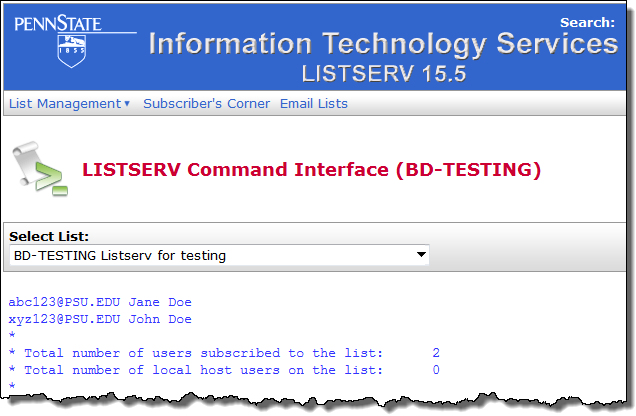 PENNSTATE
1855
Search:
Information Technology Services
LISTSERV 15.5
List Management▾ Subscriber's Corner Email Lists
LISTSERV Command Interface (BD-TESTING)
Select List:
BD-TESTING Listserv for testing
abc123@PSU.EDU Jane Doe
xyz123@PSU.EDU John Doe
*
* Total number of users subscribed to the list: 2
* Total number of local host users on the list: 0
*